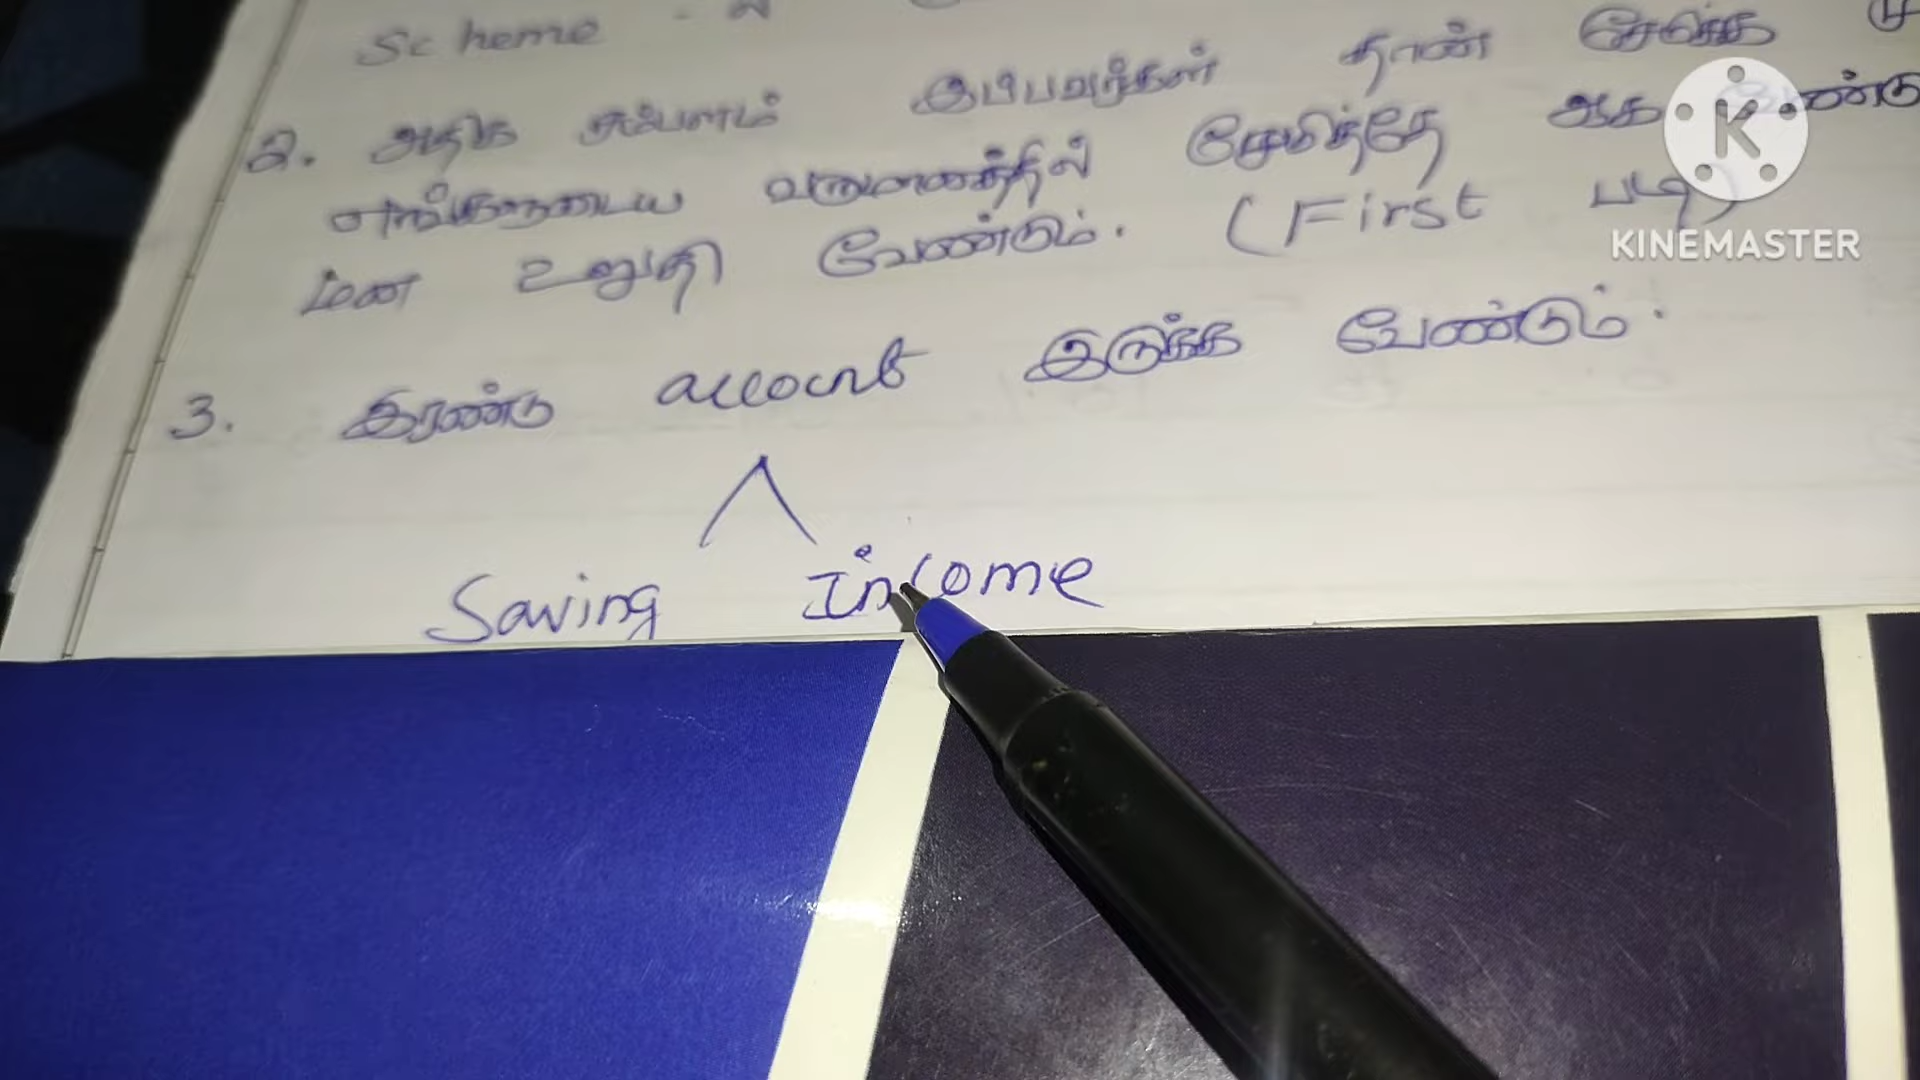 Scheme - ல்
2. அதிக சம்பளம் இருப்பவர்கள் தான் சேர்க்க
எங்களுடைய வருமானத்தில் சேமித்தே ஆக வேண்டு
மன உறுதி வேண்டும். (First படி)
3. இரண்டு account இருக்க வேண்டும்.
Saving Income
K
KINEMASTER